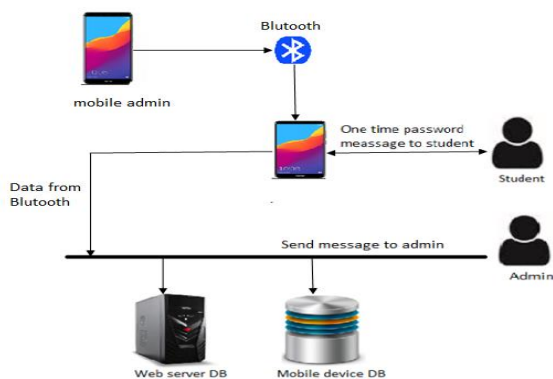 Blutooth
mobile admin
One time password
meassage to student
Student
Data from
Blutooth
Send message to admin
Admin
Web server DB
Mobile device DB